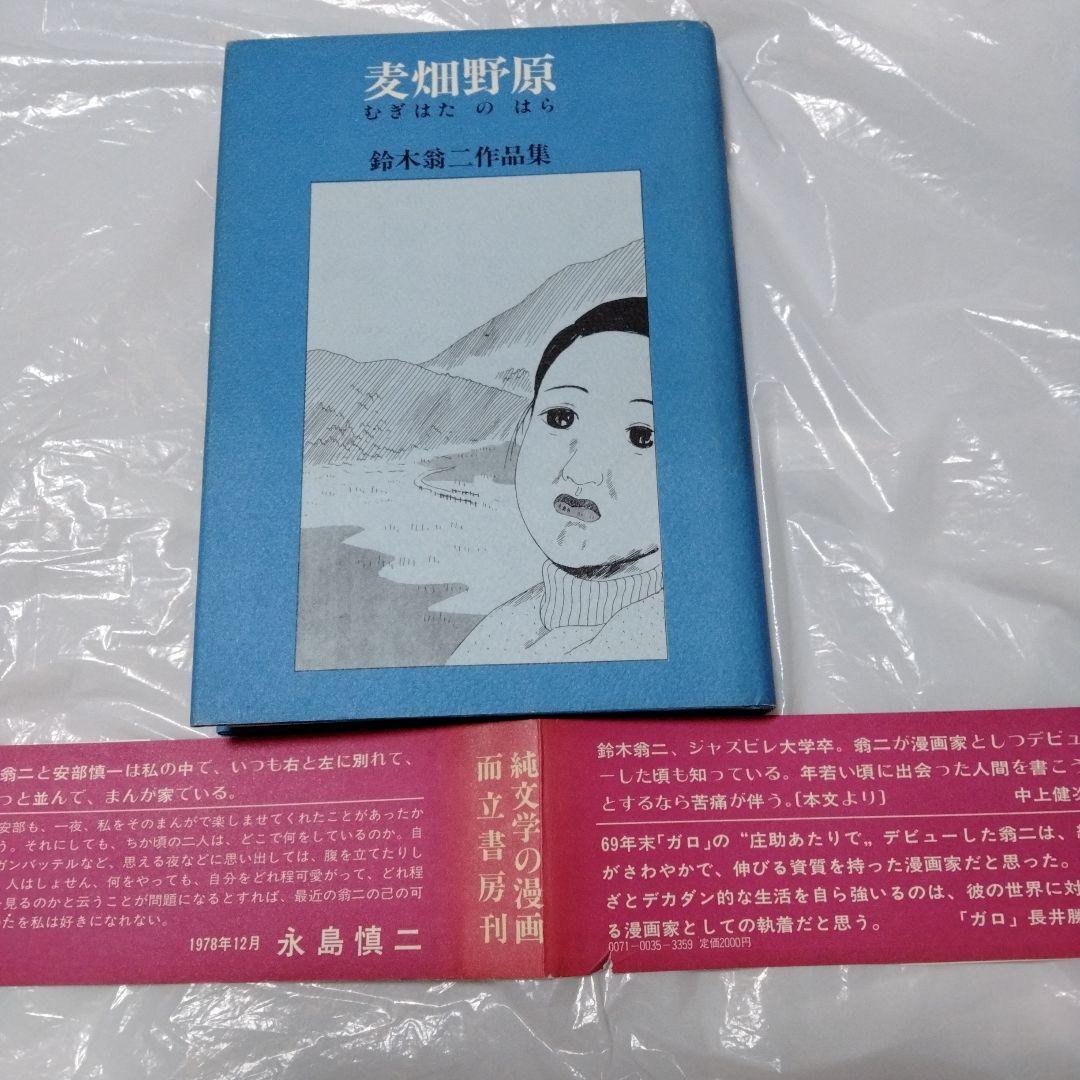 麦畑野原
むぎはた の はら
鈴木翁二作品集
翁二と安部慎一は私の中で、いつも右と左に別れて、
っと並んで、まんが家ている。
安部も、一夜、私をそのまんがで楽しませてくれたことがあったか
う。それにしても、ちか頃の二人は、どこで何をしているのか。自
ガンバッテルなど、思える夜などに思い出しては、腹を立てたりし
人はしょせん、何をやっても、自分をどれ程可愛がって、どれ程
を見るのかと云うことが問題になるとすれば、最近の翁二の己の可
たを私は好きになれない。
1978年12月 永島慎二
純文学の漫画
而立書房刊
鈴木翁二、ジャズビレ大学卒。翁二が漫画家としつデビュ
ーした頃も知っている。年若い頃に出会った人間を書こう
とするなら苦痛が伴う。[本文より] 中上健次
69年末「ガロ」の“庄助あたりで„デビューした翁二は、
がさわやかで、伸びる資質を持った漫画家だと思った。
ざとデカダン的な生活を自ら強いるのは、彼の世界に対
る漫画家としての執着だと思う。 「ガロ」長井勝
0071-0035-3359 定価2000円